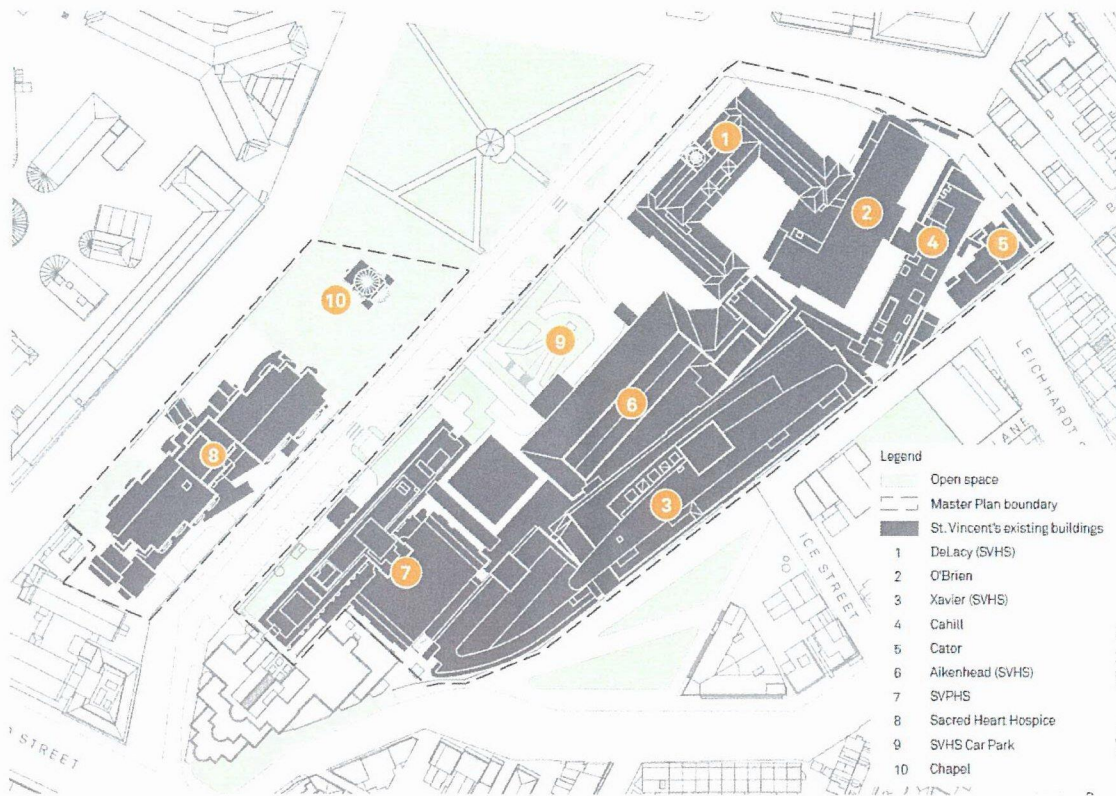 1
2
4
5
10
9
6
8
3
7
LEICHHARDT
ICE STREET
STREET
Legend
Open space
Master Plan boundary
St. Vincent's existing buildings
1 DeLacy (SVHS)
2 O'Brien
3 Xavier (SVHS)
4 Cahill
5 Cator
6 Aikenhead (SVHS)
7 SVPHS
8 Sacred Heart Hospice
9 SVHS Car Park
10 Chapel